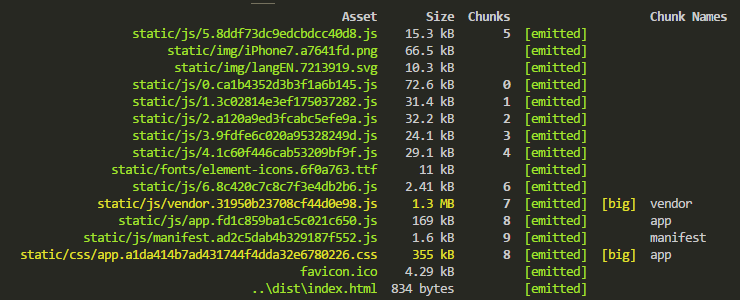 Asset Size Chunks Chunk Names
static/js/5.8ddf73dc9edcbdcc40d8.js 15.3 kB 5 [emitted]
static/img/iPhone7.a7641fd.png 66.5 kB [emitted]
static/img/langEN.7213919.svg 10.3 kB [emitted]
static/js/0.ca1b4352d3b3f1a6b145.js 72.6 kB 0 [emitted]
static/js/1.3c02814e3ef175037282.js 31.4 kB 1 [emitted]
static/js/2.a120a9ed3fcabc5efe9a.js 32.2 kB 2 [emitted]
static/js/3.9fdfe6c020a95328249d.js 24.1 kB 3 [emitted]
static/js/4.1c60f446cab53209bf9f.js 29.1 kB 4 [emitted]
static/fonts/element-icons.6f0a763.ttf 11 kB [emitted]
static/js/6.8c420c7c8c7f3e4db2b6.js 2.41 kB 6 [emitted]
static/js/vendor.31950b23708cf44d0e98.js 1.3 MB 7 [emitted] [big] vendor
static/js/app.fd1c859ba1c5c021c650.js 169 kB 8 [emitted] app
static/js/manifest.ad2c5dab4b329187f552.js 1.6 kB 9 [emitted] manifest
static/css/app.a1da414b7ad431744f4dda32e6780226.css 355 kB 8 [emitted] [big] app
favicon.ico 4.29 kB [emitted]
..\dist\index.html 834 bytes [emitted]